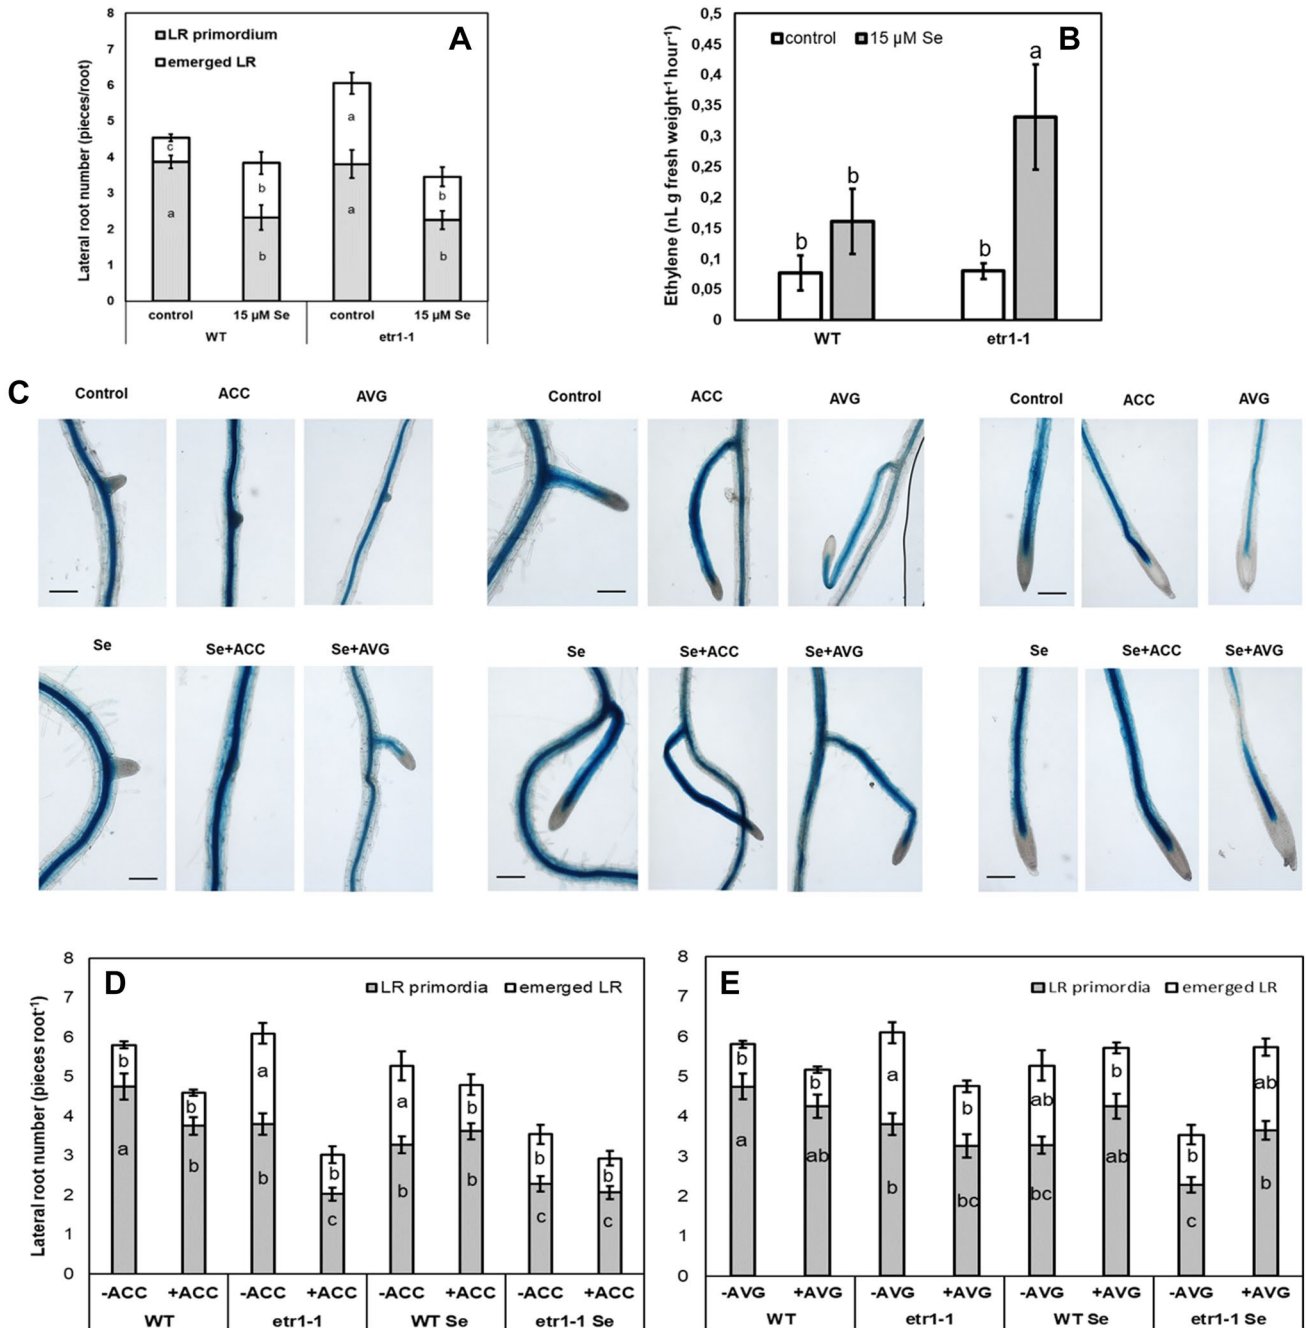 A
LR primordium
emerged LR
Lateral root number (pieces/root)
8
7
6
5
4
3
2
1
0
c
a
b
b
a
a
b
b
control
15 µM Se
control
15 µM Se
WT
etr1-1
B
control
15 µM Se
Ethylene (nL g fresh weight⁻¹ hour⁻¹)
0,5
0,45
0,4
0,35
0,3
0,25
0,2
0,15
0,1
0,05
0
b
b
b
a
WT
etr1-1
C
Control
ACC
AVG
Control
ACC
AVG
Control
ACC
AVG
Se
Se+ACC
Se+AVG
Se
Se+ACC
Se+AVG
Se
Se+ACC
Se+AVG
D
LR primordia
emerged LR
Lateral root number (pieces root⁻¹)
8
7
6
5
4
3
2
1
0
b
a
b
b
a
b
b
c
a
b
b
b
b
c
b
c
-ACC
+ACC
-ACC
+ACC
-ACC
+ACC
-ACC
+ACC
WT
etr1-1
WT Se
etr1-1 Se
E
LR primordia
emerged LR
8
7
6
5
4
3
2
1
0
b
a
b
ab
a
b
b
bc
ab
bc
b
ab
b
c
ab
b
-AVG
+AVG
-AVG
+AVG
-AVG
+AVG
-AVG
+AVG
WT
etr1-1
WT Se
etr1-1 Se